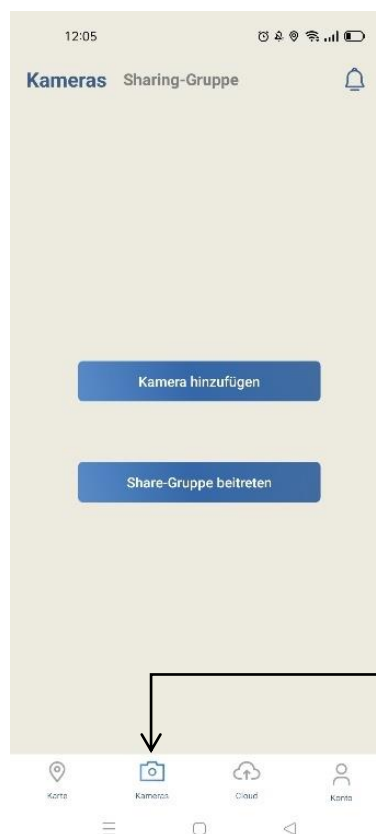 12:05
Kameras Sharing-Gruppe
Kamera hinzufügen
Share-Gruppe beitreten
Karte Kameras Cloud Konto